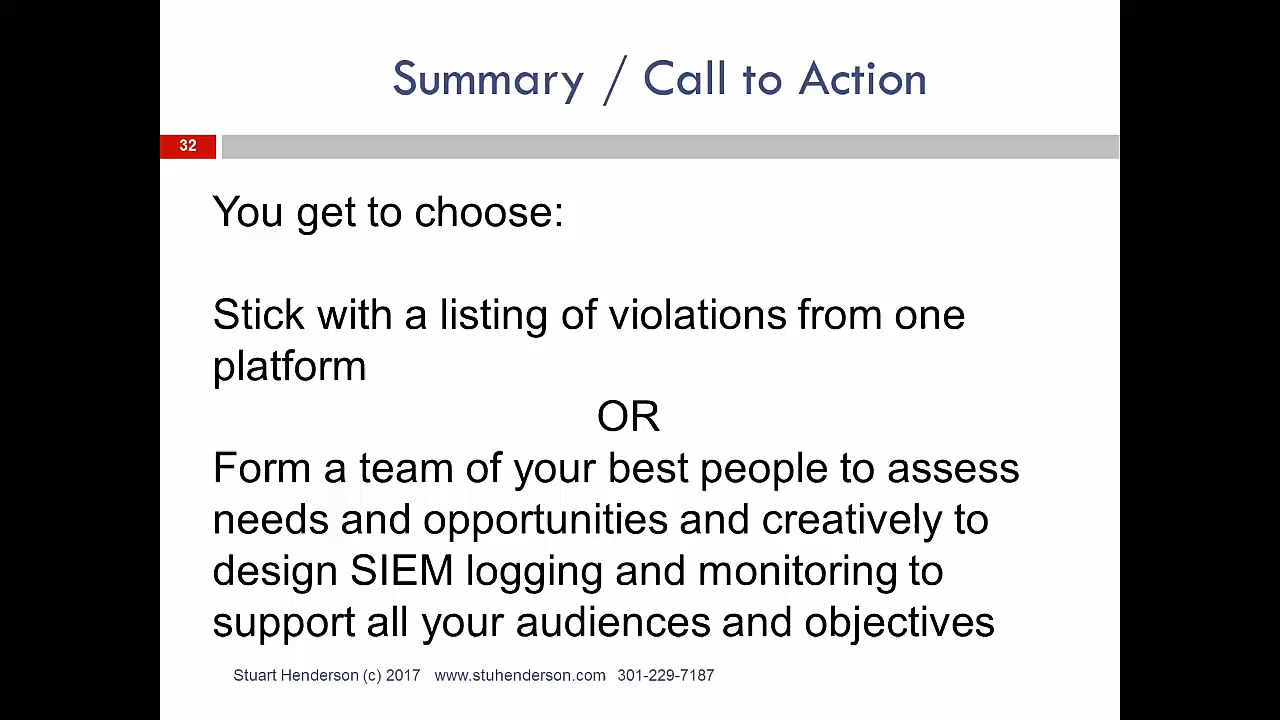 Summary / Call to Action
32
You get to choose:
Stick with a listing of violations from one
platform
OR
Form a team of your best people to assess
needs and opportunities and creatively to
design SIEM logging and monitoring to
support all your audiences and objectives
Stuart Henderson (c) 2017 www.stuhenderson.com 301-229-7187